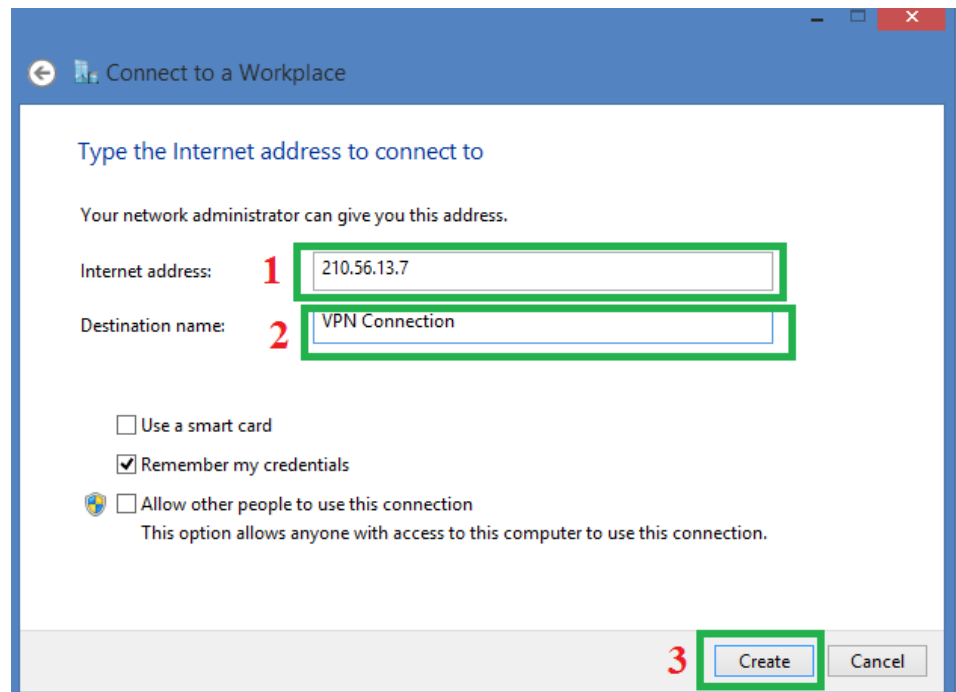 Connect to a Workplace
Type the Internet address to connect to
Your network administrator can give you this address.
Internet address: 1 210.56.13.7
Destination name: 2 VPN Connection
Use a smart card
Remember my credentials
Allow other people to use this connection
This option allows anyone with access to this computer to use this connection.
3 Create Cancel